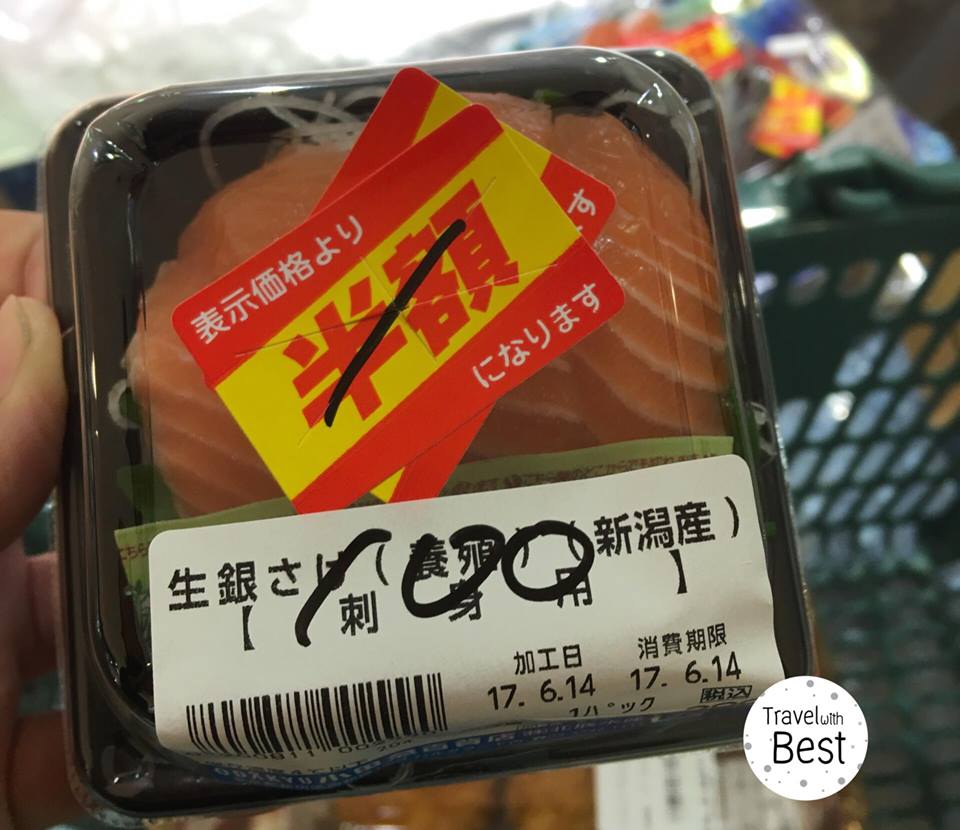 表示価格より
半額
になります
す
100
生銀さけ(養殖)(新潟産)
【刺身用】
加工日
消費期限
17. 6.14
17. 6.14
1パック
税込
Travel with
Best